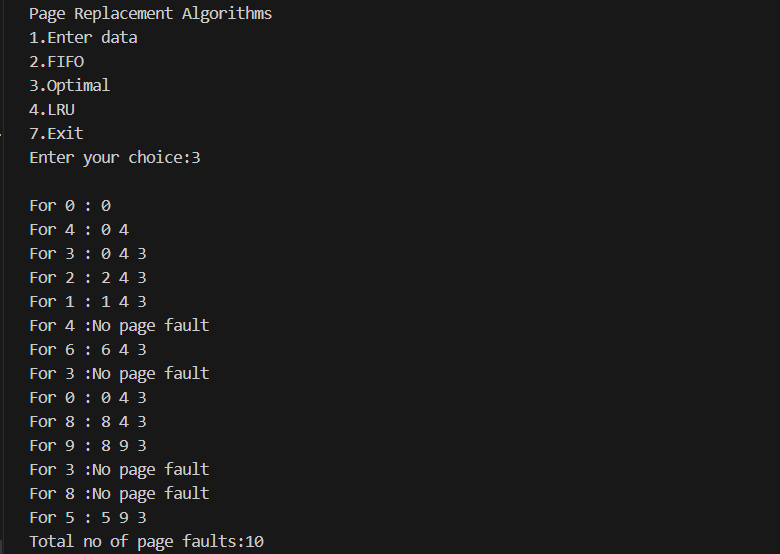 Page Replacement Algorithms
1.Enter data
2.FIFO
3.Optimal
4.LRU
7.Exit
Enter your choice:3
For 0 : 0
For 4 : 0 4
For 3 : 0 4 3
For 2 : 2 4 3
For 1 : 1 4 3
For 4 :No page fault
For 6 : 6 4 3
For 3 :No page fault
For 0 : 0 4 3
For 8 : 8 4 3
For 9 : 8 9 3
For 3 :No page fault
For 8 :No page fault
For 5 : 5 9 3
Total no of page faults:10